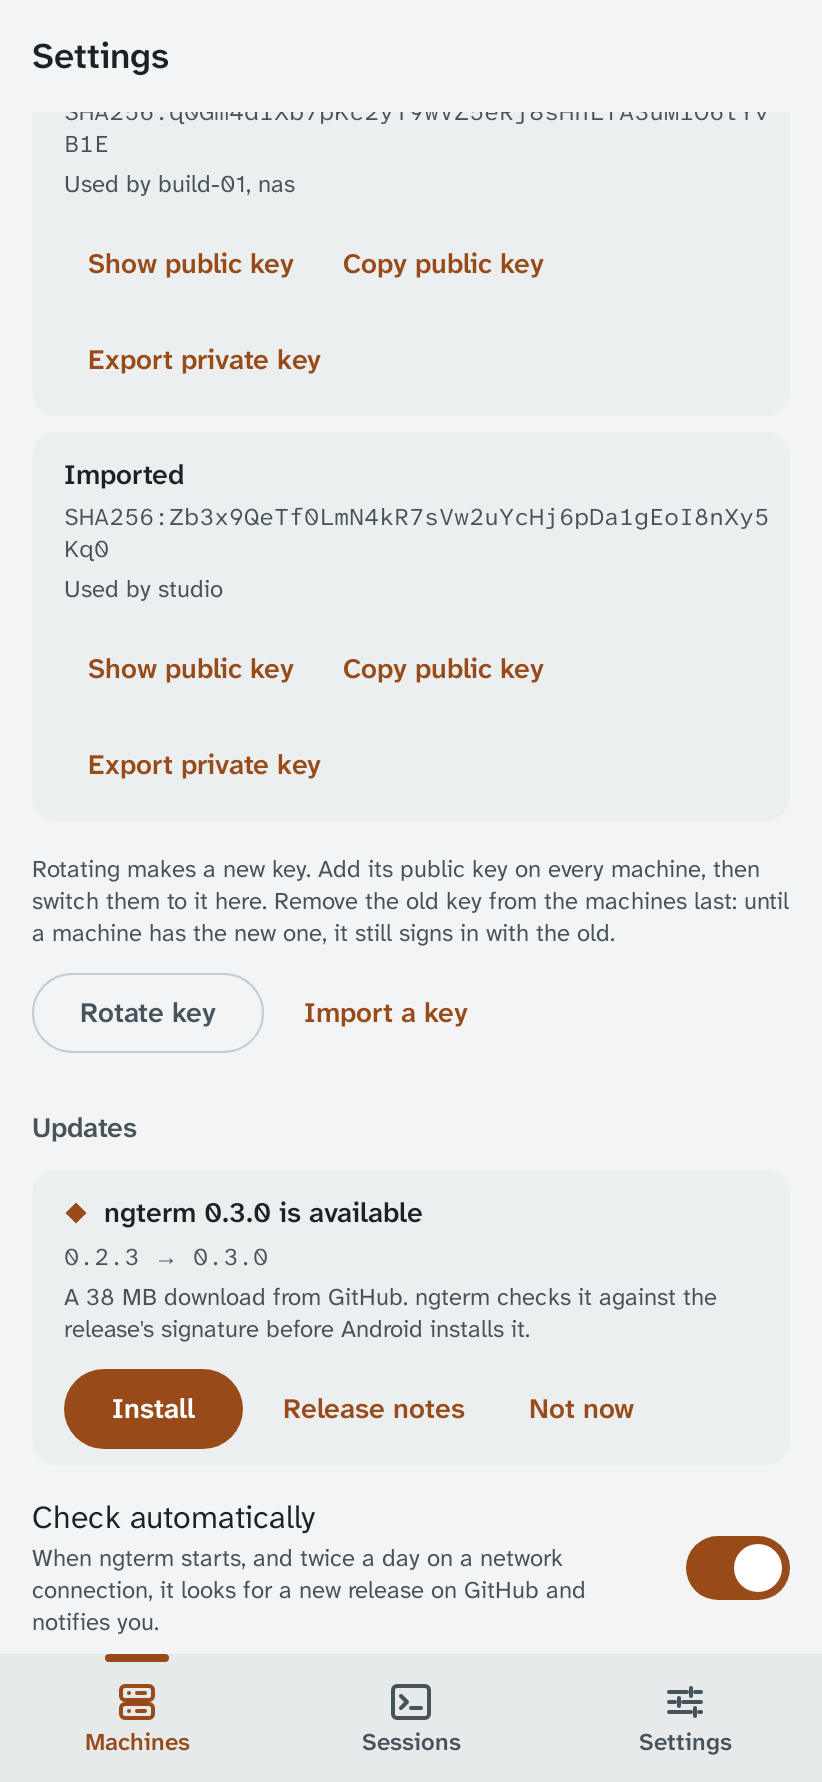 Settings
B1E
Used by build-01, nas
Show public key
Copy public key
Export private key
Imported
SHA256:Zb3x9QeTf0LmN4kR7sVw2uYcHj6pDa1gEoI8nXy5
Kq0
Used by studio
Show public key
Copy public key
Export private key
Rotating makes a new key. Add its public key on every machine, then
switch them to it here. Remove the old key from the machines last: until
a machine has the new one, it still signs in with the old.
Rotate key
Import a key
Updates
ngterm 0.3.0 is available
0.2.3 → 0.3.0
A 38 MB download from GitHub. ngterm checks it against the
release's signature before Android installs it.
Install
Release notes
Not now
Check automatically
When ngterm starts, and twice a day on a network
connection, it looks for a new release on GitHub and
notifies you.
Machines
Sessions
Settings